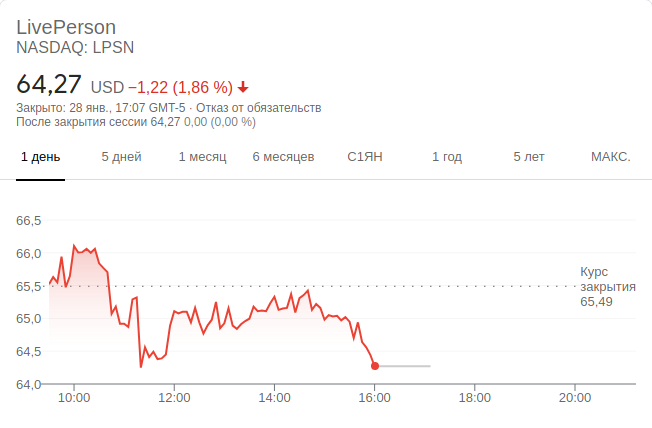 LivePerson
NASDAQ: LPSN
64,27 USD −1,22 (1,86 %)
Закрыто: 28 янв., 17:07 GMT-5 · Отказ от обязательств
После закрытия сессии 64,27 0,00 (0,00 %)
1 день 5 дней 1 месяц 6 месяцев С1ЯН 1 год 5 лет МАКС.
66,5
66,0
65,5
65,0
64,5
64,0
Курс
закрытия
65,49
10:00 12:00 14:00 16:00 18:00 20:00